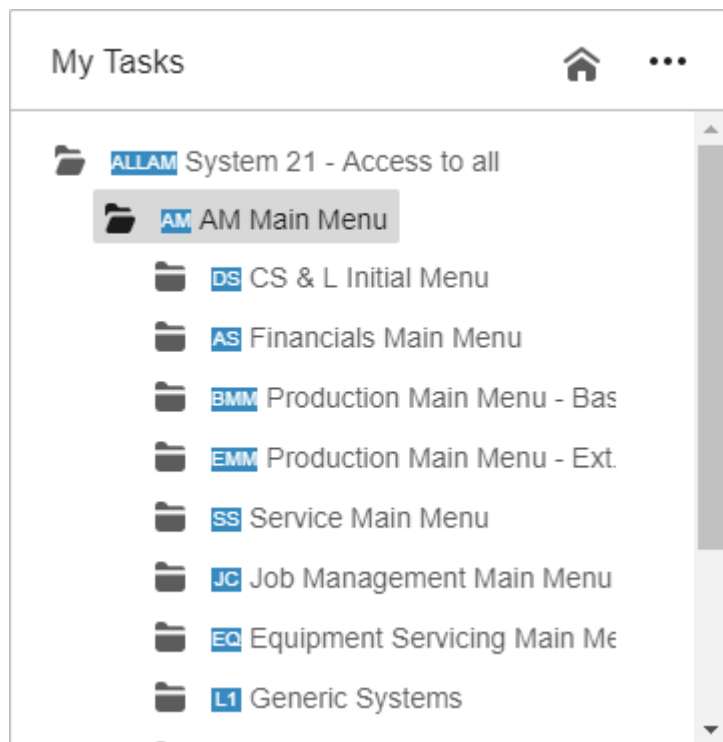 My Tasks
ALLAM System 21 - Access to all
AM AM Main Menu
DS CS & L Initial Menu
AS Financials Main Menu
BMM Production Main Menu - Bas
EMM Production Main Menu - Ext.
SS Service Main Menu
JC Job Management Main Menu
EQ Equipment Servicing Main Me
L1 Generic Systems